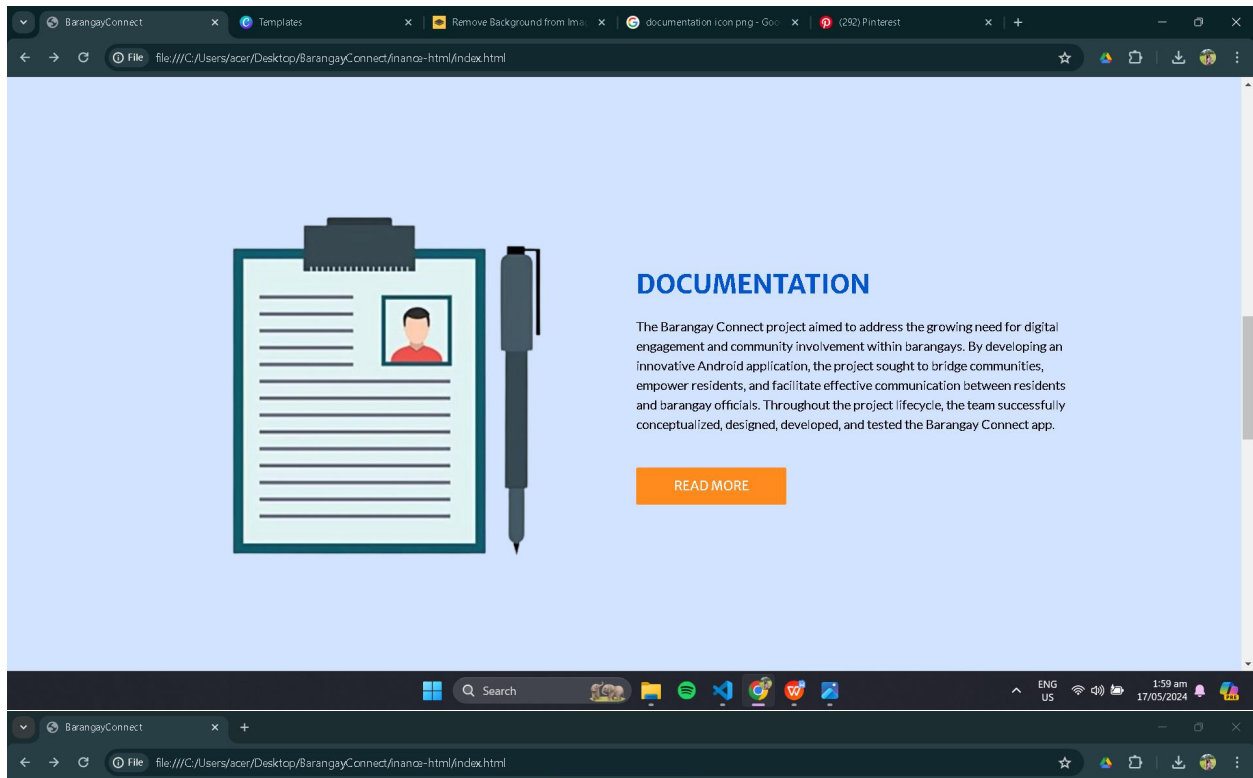 BarangayConnect
Templates
Remove Background from Ima
documentation icon png - Goo
(292) Pinterest
File
file:///C:/Users/acer/Desktop/BarangayConnect/inance-html/index.html
DOCUMENTATION
The Barangay Connect project aimed to address the growing need for digital
engagement and community involvement within barangays. By developing an
innovative Android application, the project sought to bridge communities,
empower residents, and facilitate effective communication between residents
and barangay officials. Throughout the project lifecycle, the team successfully
conceptualized, designed, developed, and tested the Barangay Connect app.
READ MORE
Search
ENG
US
1:59 am
17/05/2024
BarangayConnect
File
file:///C:/Users/acer/Desktop/BarangayConnect/inance-html/index.html